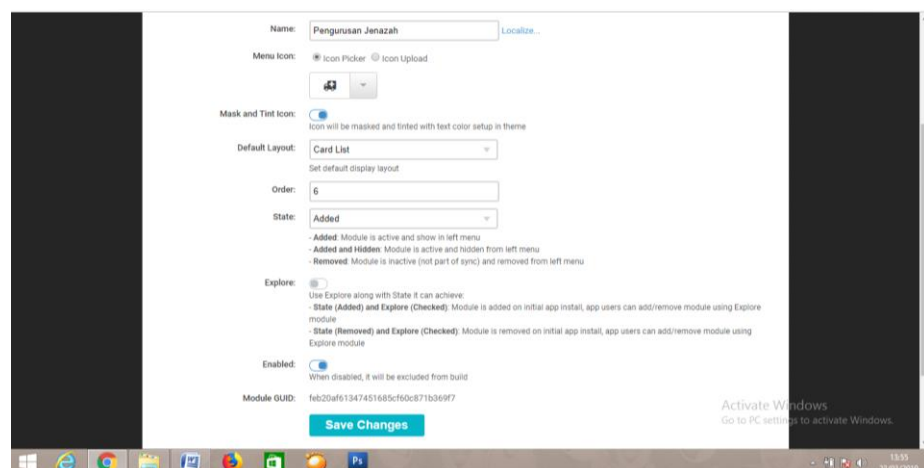 Name:
Pengurusan Jenazah
Localize...
Menu Icon:
Icon Picker
Icon Upload
Mask and Tint Icon:
Icon will be masked and tinted with text color setup in theme
Default Layout:
Card List
Set default display layout
Order:
6
State:
Added
- Added: Module is active and show in left menu
- Added and Hidden: Module is active and hidden from left menu
- Removed: Module is inactive (not part of sync) and removed from left menu
Explore:
Use Explore along with State it can achieve:
- State (Added) and Explore (Checked): Module is added on initial app install, app users can add/remove module using Explore
module
- State (Removed) and Explore (Checked): Module is removed on initial app install, app users can add/remove module using
Explore module
Enabled:
When disabled, it will be excluded from build
Module GUID:
feb20af61347451685cf60c871b369f7
Save Changes
Activate Windows
Go to PC settings to activate Windows.
Ps
13:55